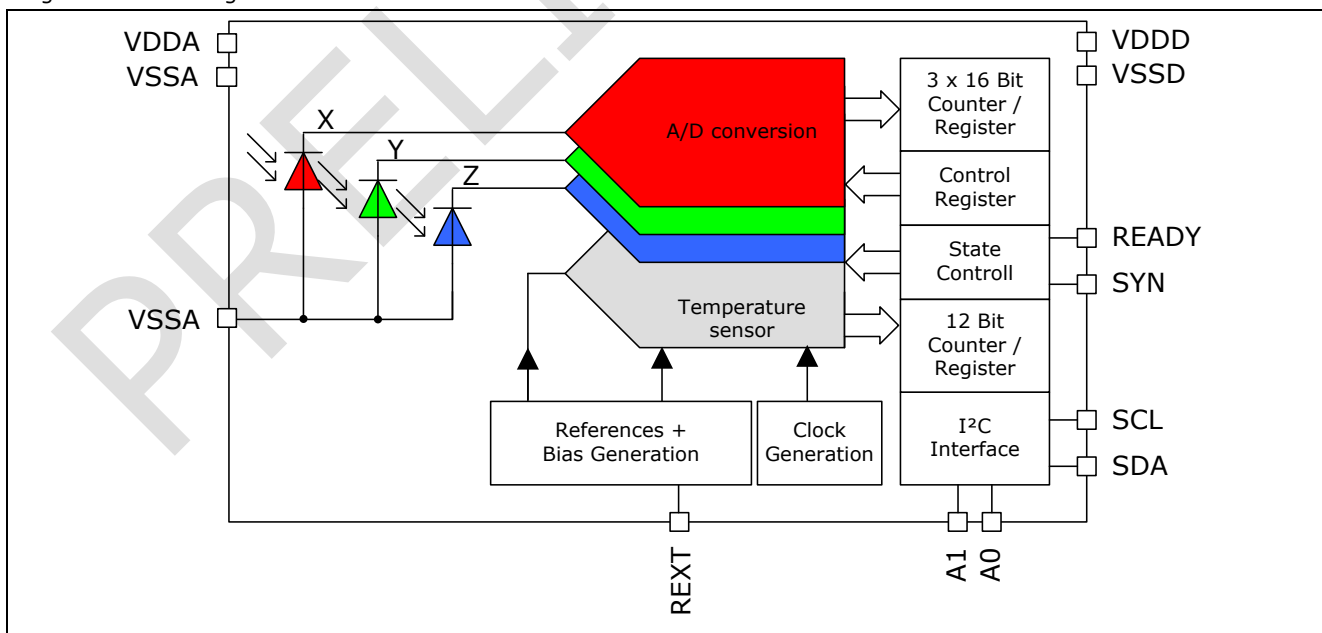 VDDA
VSSA
VDDD
VSSD
X
Y
Z
A/D conversion
3 x 16 Bit
Counter /
Register
Control
Register
State
Controll
READY
SYN
VSSA
Temperature
sensor
12 Bit
Counter /
Register
References +
Bias Generation
Clock
Generation
I²C
Interface
SCL
SDA
REXT
A1
A0
PRELI